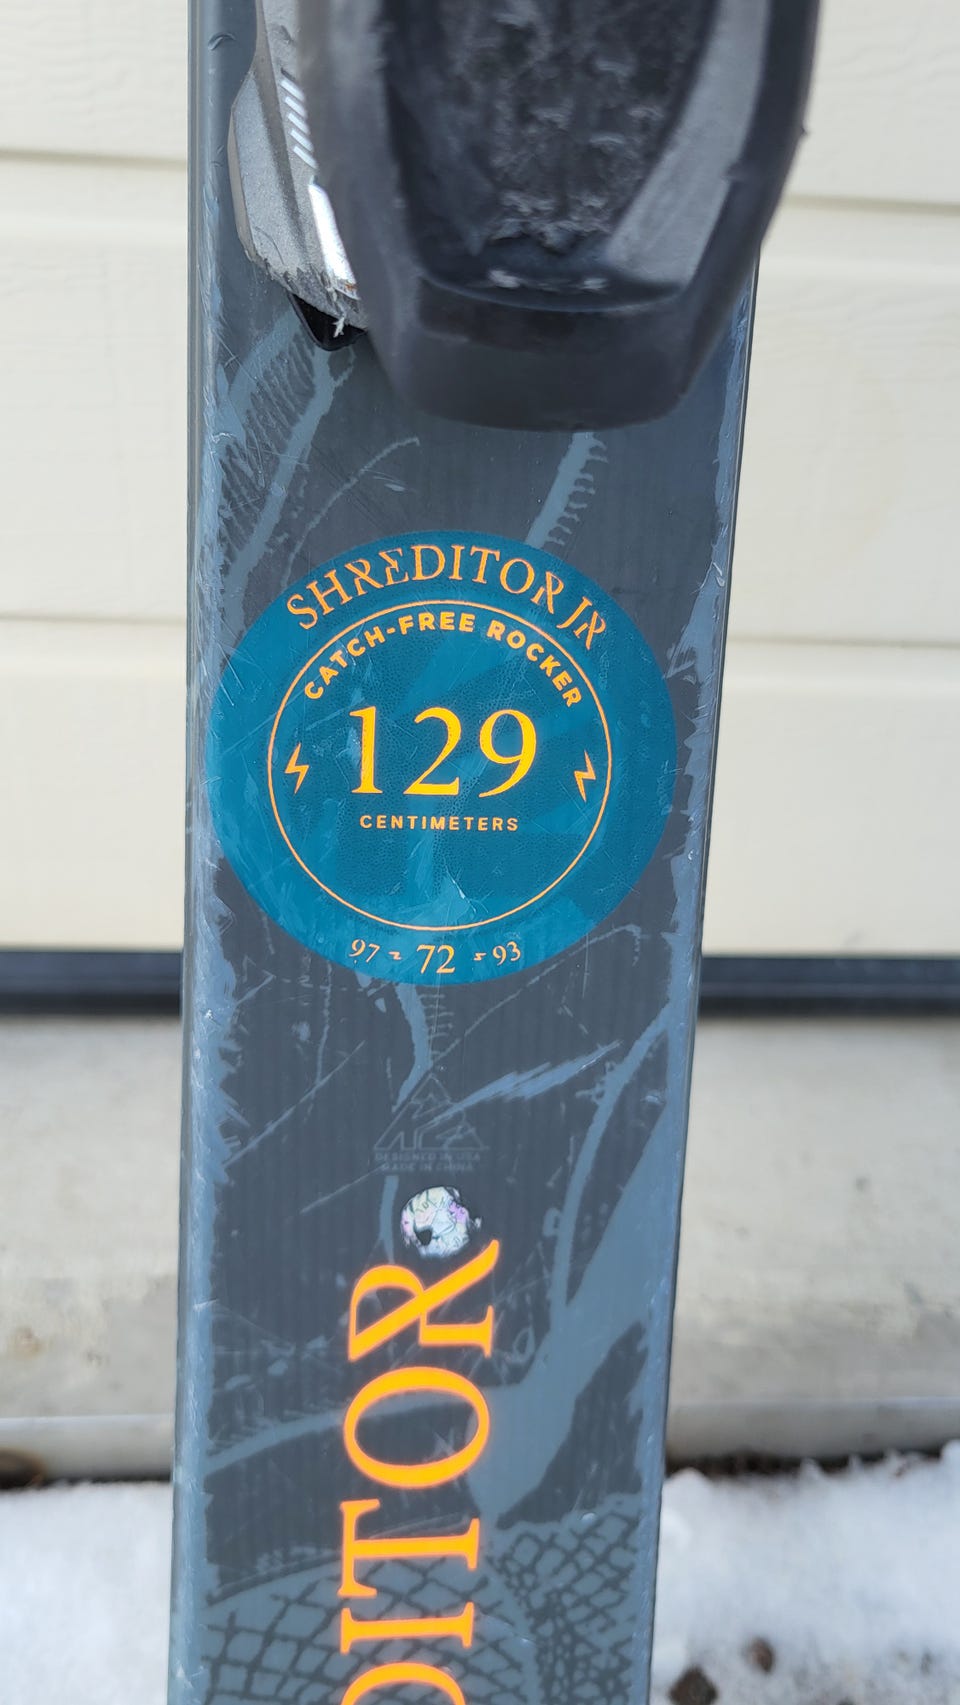 SHREDITOR JR
CATCH-FREE ROCKER
129
CENTIMETERS
97 - 72 - 93
DESIGNED IN USA
MADE IN CHINA
DITOR